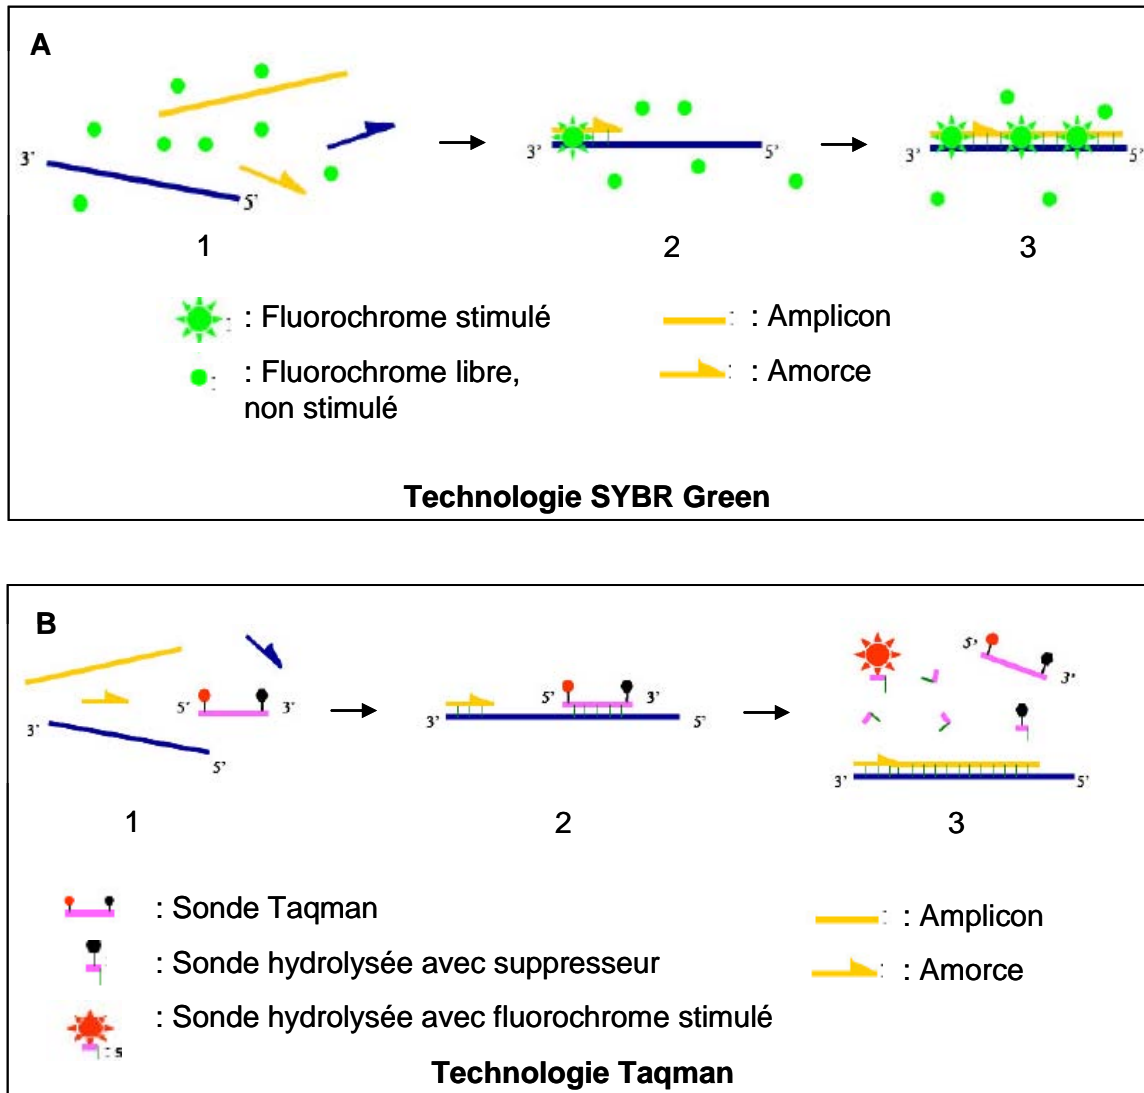 A
3' 5'
3' 5'
3' 5'
1 2 3
: Fluorochrome stimulé
: Amplicon
: Fluorochrome libre,
non stimulé
: Amorce
Technologie SYBR Green
B
5' 3'
3' 5'
5' 3'
3' 5'
5' 3'
3' 5'
1 2 3
: Sonde Taqman
: Amplicon
: Sonde hydrolysée avec suppresseur
: Amorce
: Sonde hydrolysée avec fluorochrome stimulé
: s
Technologie Taqman